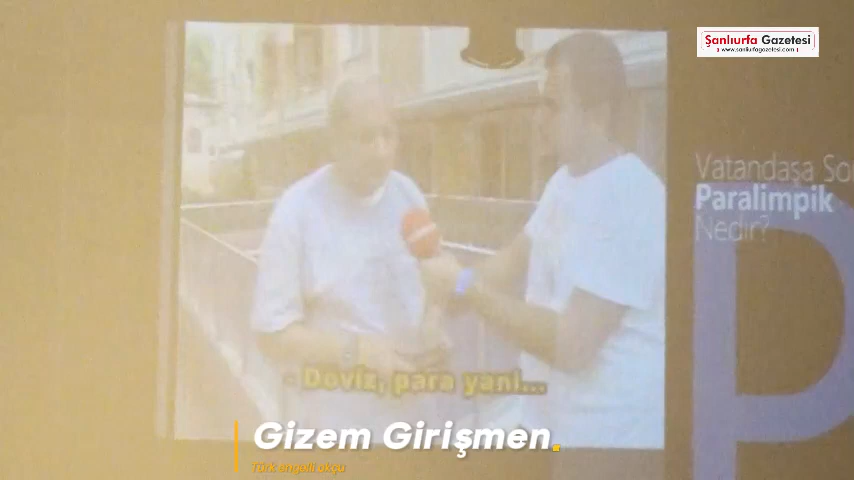 Şanlıurfa Gazetesi
www.sanliurfagazetesi.com
Vatandaşa So
Paralimpik
Nedir?
- Döviz, para yani...
Gizem Girişmen.
Türk engelli okçu